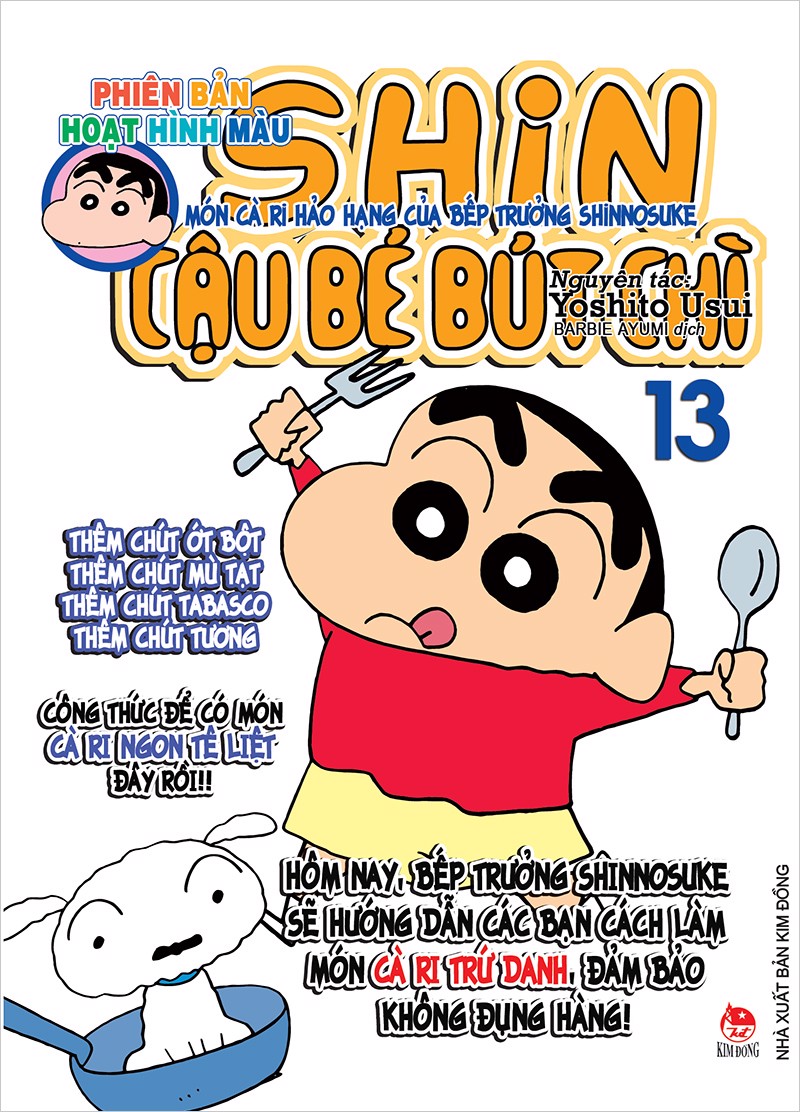 PHIÊN BẢN
HOẠT HÌNH MÀU
SHiN
MÓN CÀ RI HẢO HẠNG CỦA BẾP TRƯỞNG SHINNOSUKE
CẬU BÉ BÚT CHÌ
Nguyên tác:
Yoshito Usui
BARBIE AYUMI dịch
13
THÊM CHÚT ỚT BỘT
THÊM CHÚT MÙ TẠT
THÊM CHÚT TABASCO
THÊM CHÚT TƯƠNG
CÔNG THỨC ĐỂ CÓ MÓN
CÀ RI NGON TÊ LIỆT
ĐÂY RỒI!!
HÔM NAY, BẾP TRƯỞNG SHINNOSUKE
SẼ HƯỚNG DẪN CÁC BẠN CÁCH LÀM
MÓN CÀ RI TRỨ DANH, ĐẢM BẢO
KHÔNG ĐỤNG HÀNG!
KIM ĐỒNG
NHÀ XUẤT BẢN KIM ĐỒNG